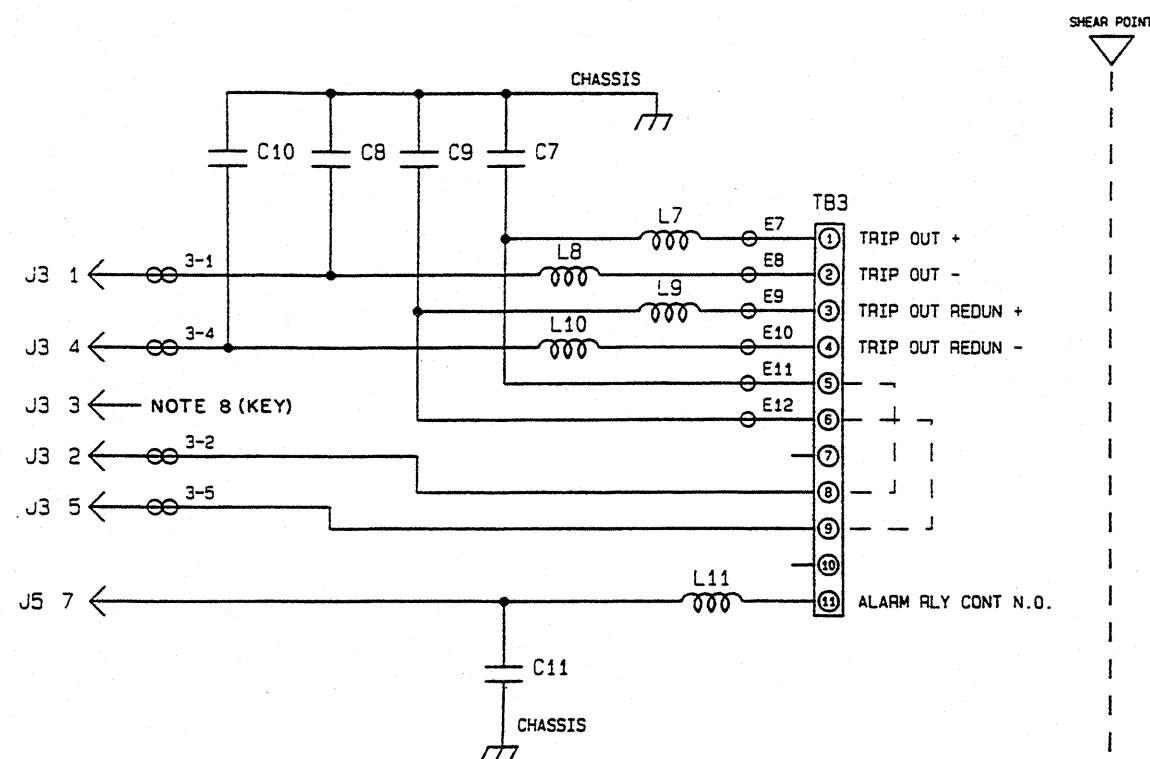 SHEAR POINT
CHASSIS
C10 C8 C9 C7
TB3
L7 E7 1 TRIP OUT +
J3 1 3-1 L8 E8 2 TRIP OUT -
L9 E9 3 TRIP OUT REDUN +
J3 4 3-4 L10 E10 4 TRIP OUT REDUN -
E11 5
J3 3 NOTE 8 (KEY) E12 6
J3 2 3-2 7
J3 5 3-5 8
9
10
J5 7 L11 11 ALARM RLY CONT N.O.
C11
CHASSIS